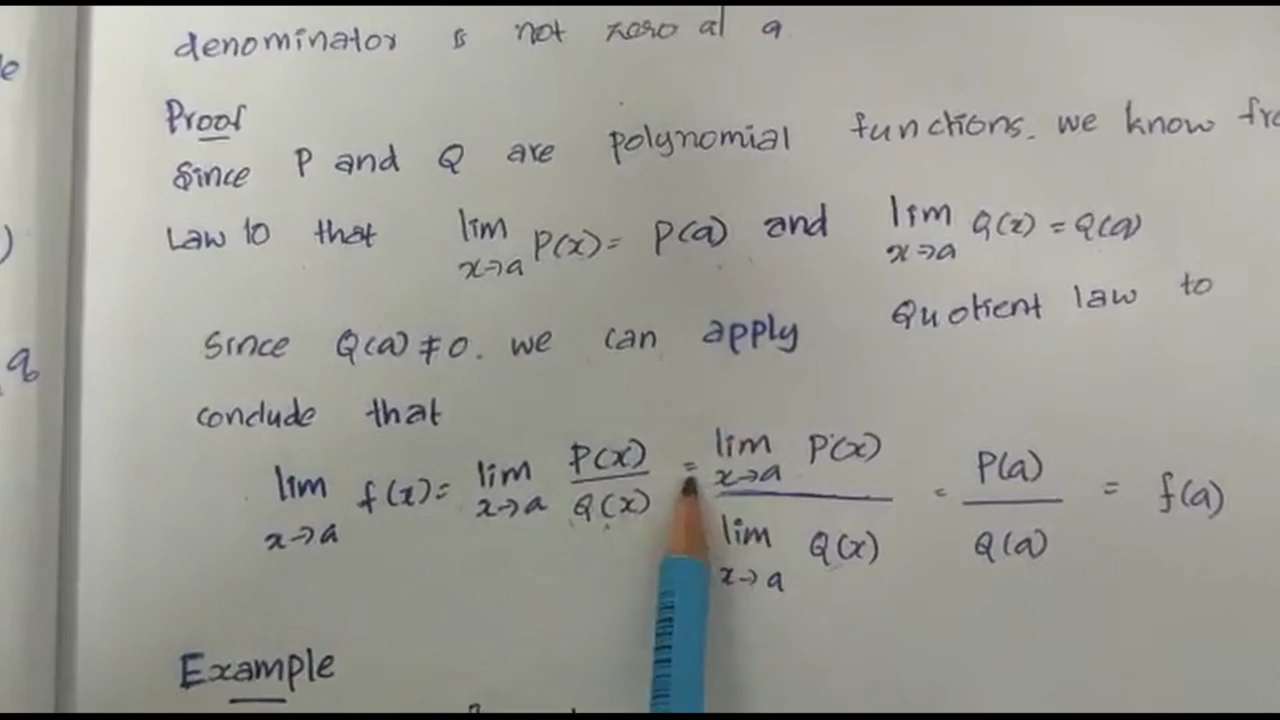 denominator is not zero at a
Proof
Since P and Q are polynomial functions. we know
Law 10 that lim x→a P(x) = P(a) and lim x→a Q(x) = Q(a)
Since Q(a) ≠ 0. we can apply Quotient law to
conclude that
lim x→a f(x) = lim x→a P(x)/Q(x) = lim x→a P(x) / lim x→a Q(x) = P(a)/Q(a) = f(a)
Example